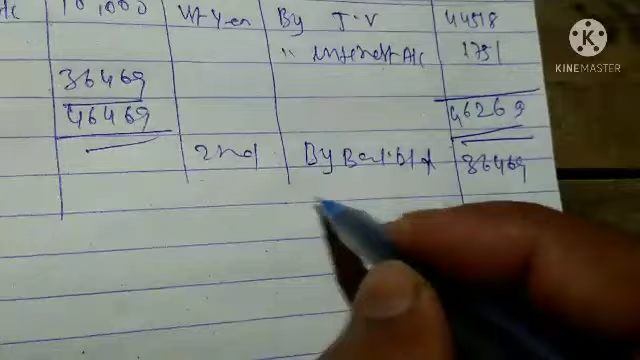 A/c 10,000 1st Year By J.V 44518
" Interest A/c 1751
36469
46469 46269
2nd By Bal. b/d 36469
KINEMASTER